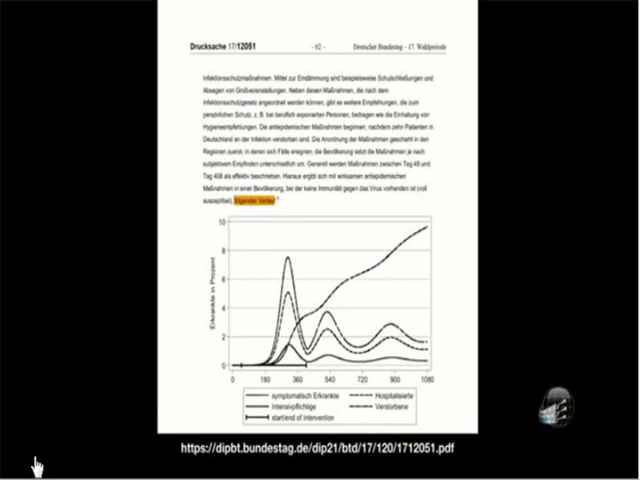 Drucksache 17/12051
– 62 –
Deutscher Bundestag – 17. Wahlperiode
Infektionsschutzmaßnahmen. Mittel zur Eindämmung sind beispielsweise Schulschließungen und
Absagen von Großveranstaltungen. Neben diesen Maßnahmen, die nach dem
Infektionsschutzgesetz angeordnet werden können, gibt es weitere Empfehlungen, die zum
persönlichen Schutz, z. B. bei beruflich exponierten Personen, beitragen wie die Einhaltung von
Hygieneempfehlungen. Die antiepidemischen Maßnahmen beginnen, nachdem zehn Patienten in
Deutschland an der Infektion verstorben sind. Die Anordnung der Maßnahmen geschieht in den
Regionen zuerst, in denen sich Fälle ereignen; die Bevölkerung setzt die Maßnahmen je nach
subjektivem Empfinden unterschiedlich um. Generell werden Maßnahmen zwischen Tag 48 und
Tag 408 als effektiv beschrieben. Hieraus ergibt sich mit wirksamen antiepidemischen
Maßnahmen in einer Bevölkerung, bei der keine Immunität gegen das Virus vorhanden ist (voll
suszeptibel), folgender Verlauf:
10
8
6
4
2
0
Erkrankte in Prozent
0 180 360 540 720 900 1080
symptomatisch Erkrankte
Hospitalisierte
Intensivpflichtige
Verstorbene
start/end of intervention
https://dipbt.bundestag.de/dip21/btd/17/120/1712051.pdf